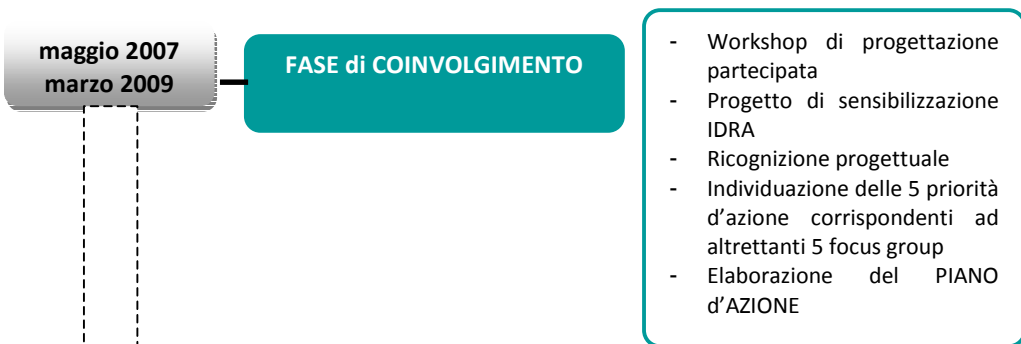 maggio 2007
marzo 2009
FASE di COINVOLGIMENTO
- Workshop di progettazione
partecipata
- Progetto di sensibilizzazione
IDRA
- Ricognizione progettuale
- Individuazione delle 5 priorità
d’azione corrispondenti ad
altrettanti 5 focus group
- Elaborazione del PIANO
d’AZIONE